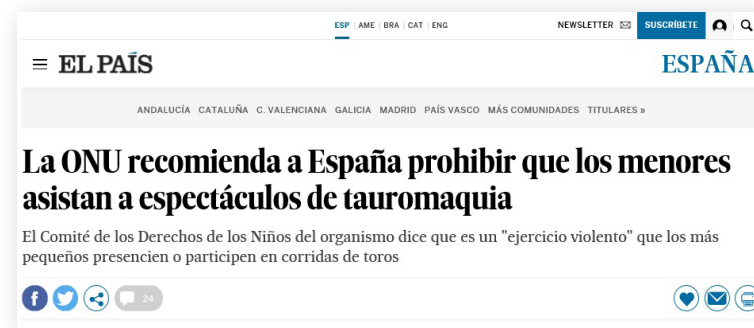 ESP | AME | BRA | CAT | ENG
NEWSLETTER
SUSCRÍBETE
EL PAÍS
ESPAÑA
ANDALUCÍA CATALUÑA C. VALENCIANA GALICIA MADRID PAÍS VASCO MÁS COMUNIDADES TITULARES »
La ONU recomienda a España prohibir que los menores
asistan a espectáculos de tauromaquia
El Comité de los Derechos de los Niños del organismo dice que es un "ejercicio violento" que los más
pequeños presencien o participen en corridas de toros
24